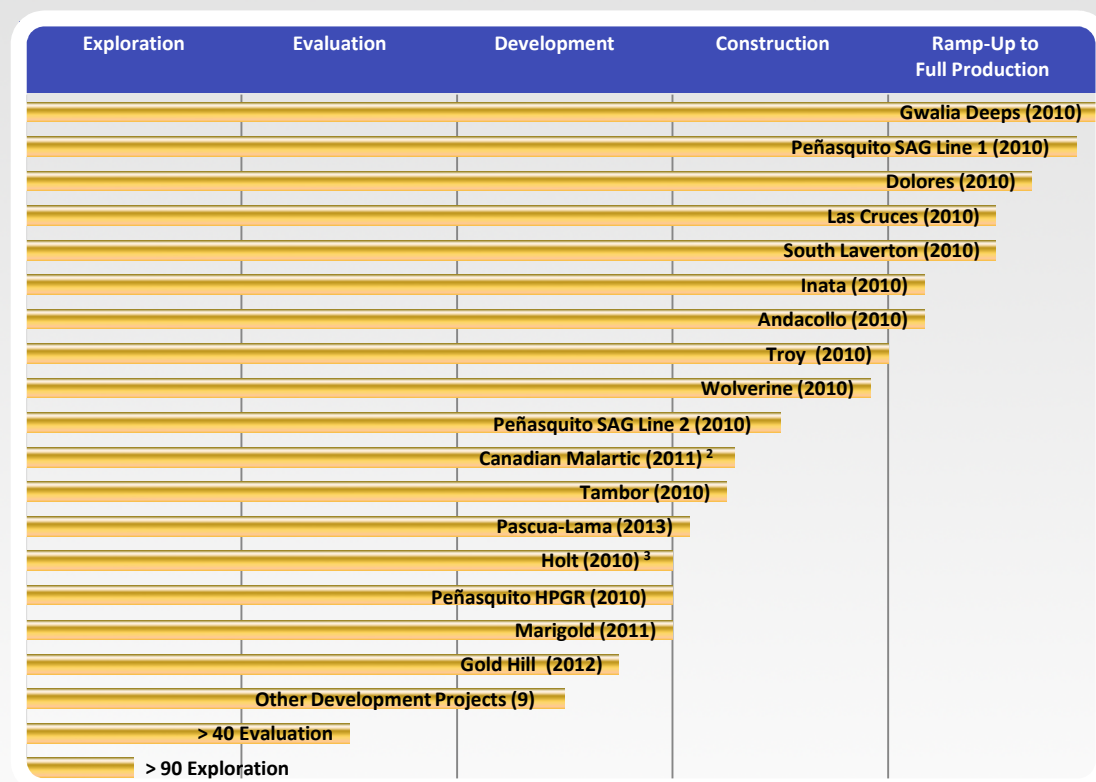 Exploration Evaluation Development Construction Ramp-Up to
Full Production
Gwalia Deeps (2010)
Peñasquito SAG Line 1 (2010)
Dolores (2010)
Las Cruces (2010)
South Laverton (2010)
Inata (2010)
Andacollo (2010)
Troy (2010)
Wolverine (2010)
Peñasquito SAG Line 2 (2010)
Canadian Malartic (2011) 2
Tambor (2010)
Pascua-Lama (2013)
Holt (2010) 3
Peñasquito HPGR (2010)
Marigold (2011)
Gold Hill (2012)
Other Development Projects (9)
> 40 Evaluation
> 90 Exploration